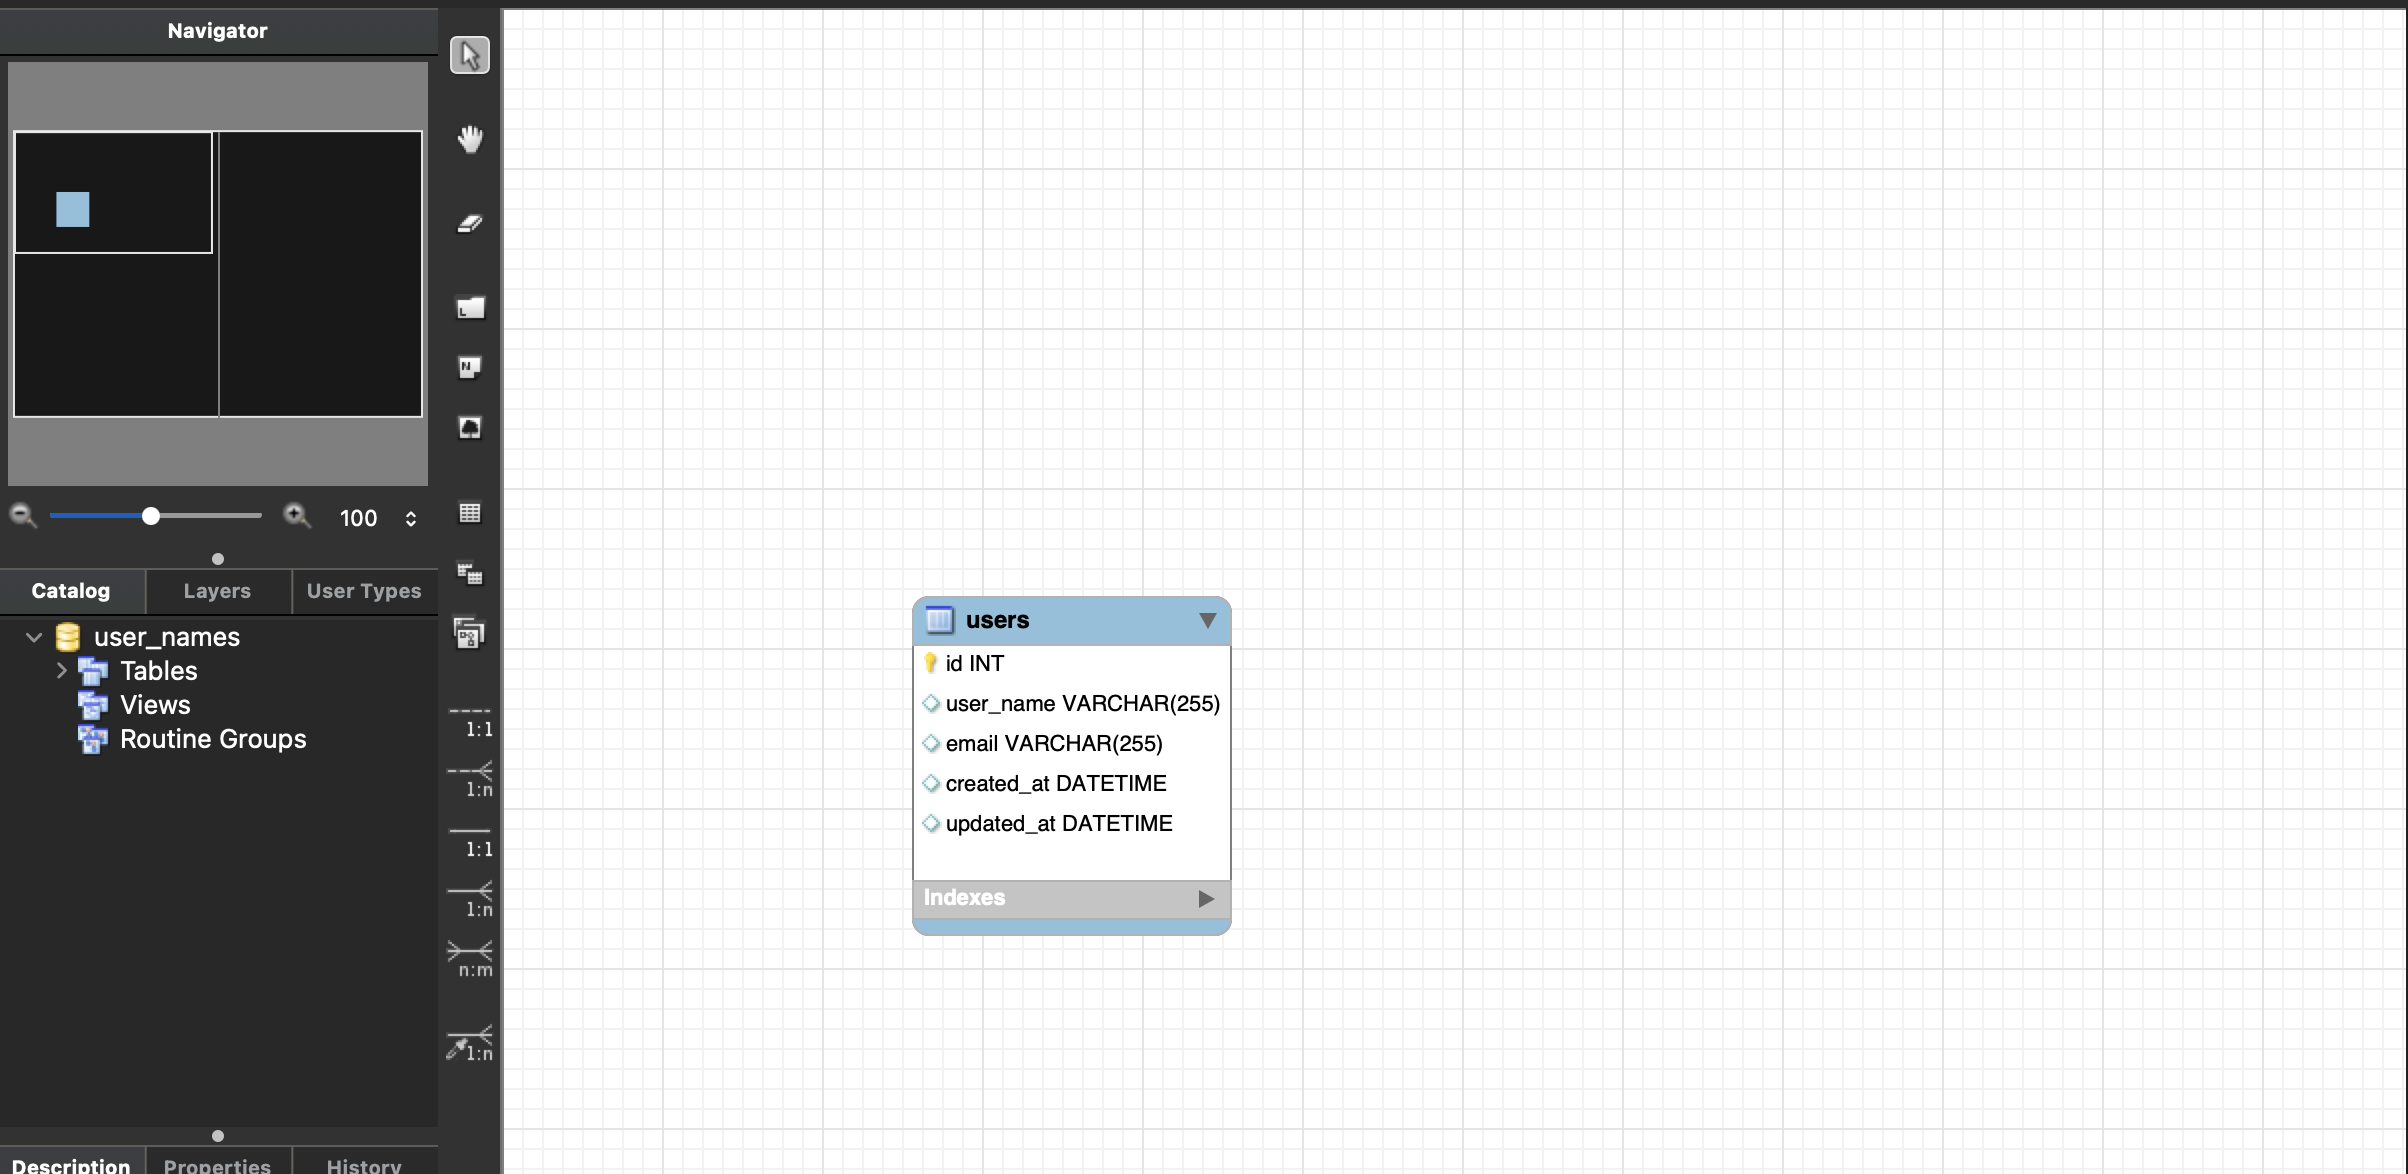 Navigator
100
Catalog
Layers
User Types
user_names
Tables
Views
Routine Groups
Description
Properties
History
L
N
1:1
1:n
1:1
1:n
n:m
1:n
users
id INT
user_name VARCHAR(255)
email VARCHAR(255)
created_at DATETIME
updated_at DATETIME
Indexes